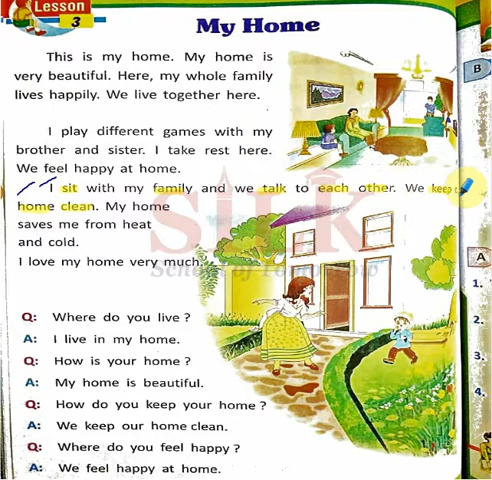 Lesson
3
My Home
This is my home. My home is
very beautiful. Here, my whole family
lives happily. We live together here.
I play different games with my
brother and sister. I take rest here.
We feel happy at home.
I sit with my family and we talk to each other. We keep
home clean. My home
saves me from heat
and cold.
I love my home very much.
SILK
School of Tomorrow
Q: Where do you live ?
A: I live in my home.
Q: How is your home ?
A: My home is beautiful.
Q: How do you keep your home ?
A: We keep our home clean.
Q: Where do you feel happy ?
A: We feel happy at home.
B
A
1.
2.
3.
4.